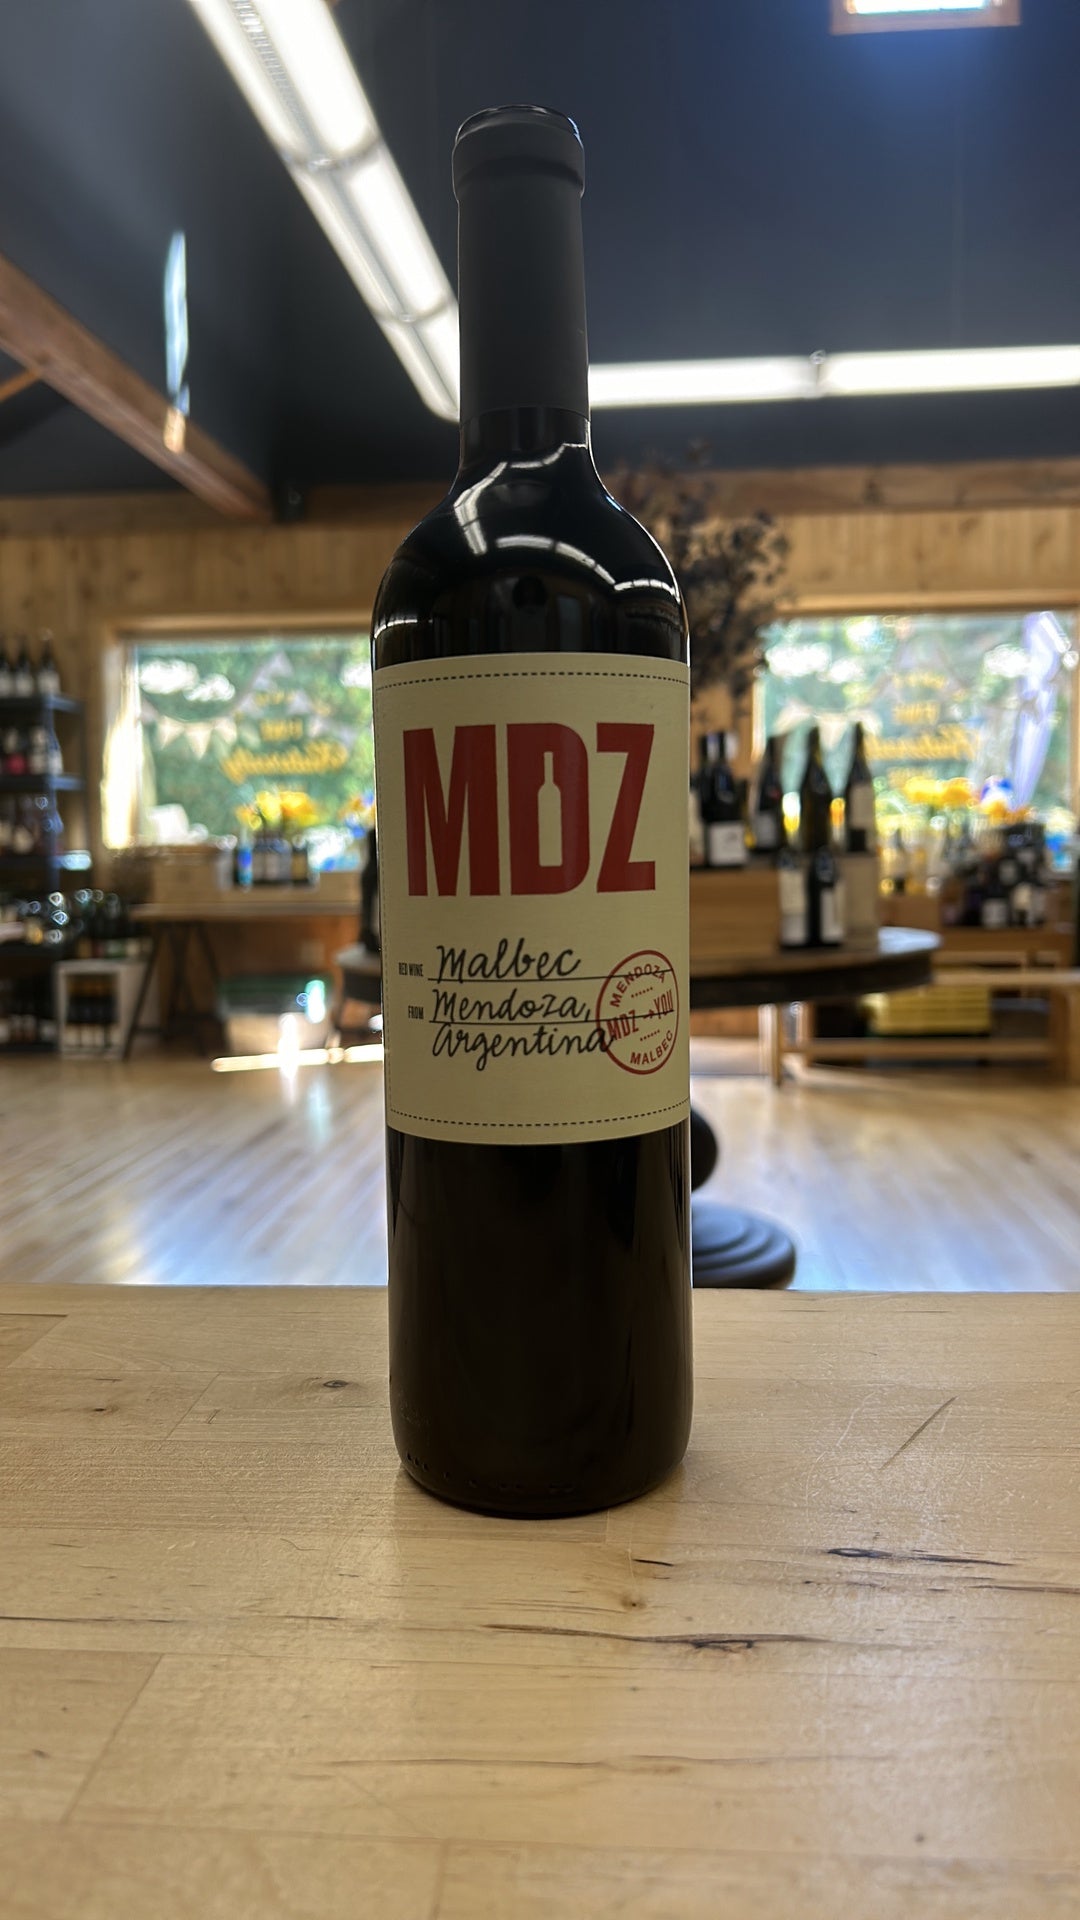 MDZ
RED WINE Malbec
FROM Mendoza,
Argentina
MENDOZA
MDZ → YOU
MALBEC